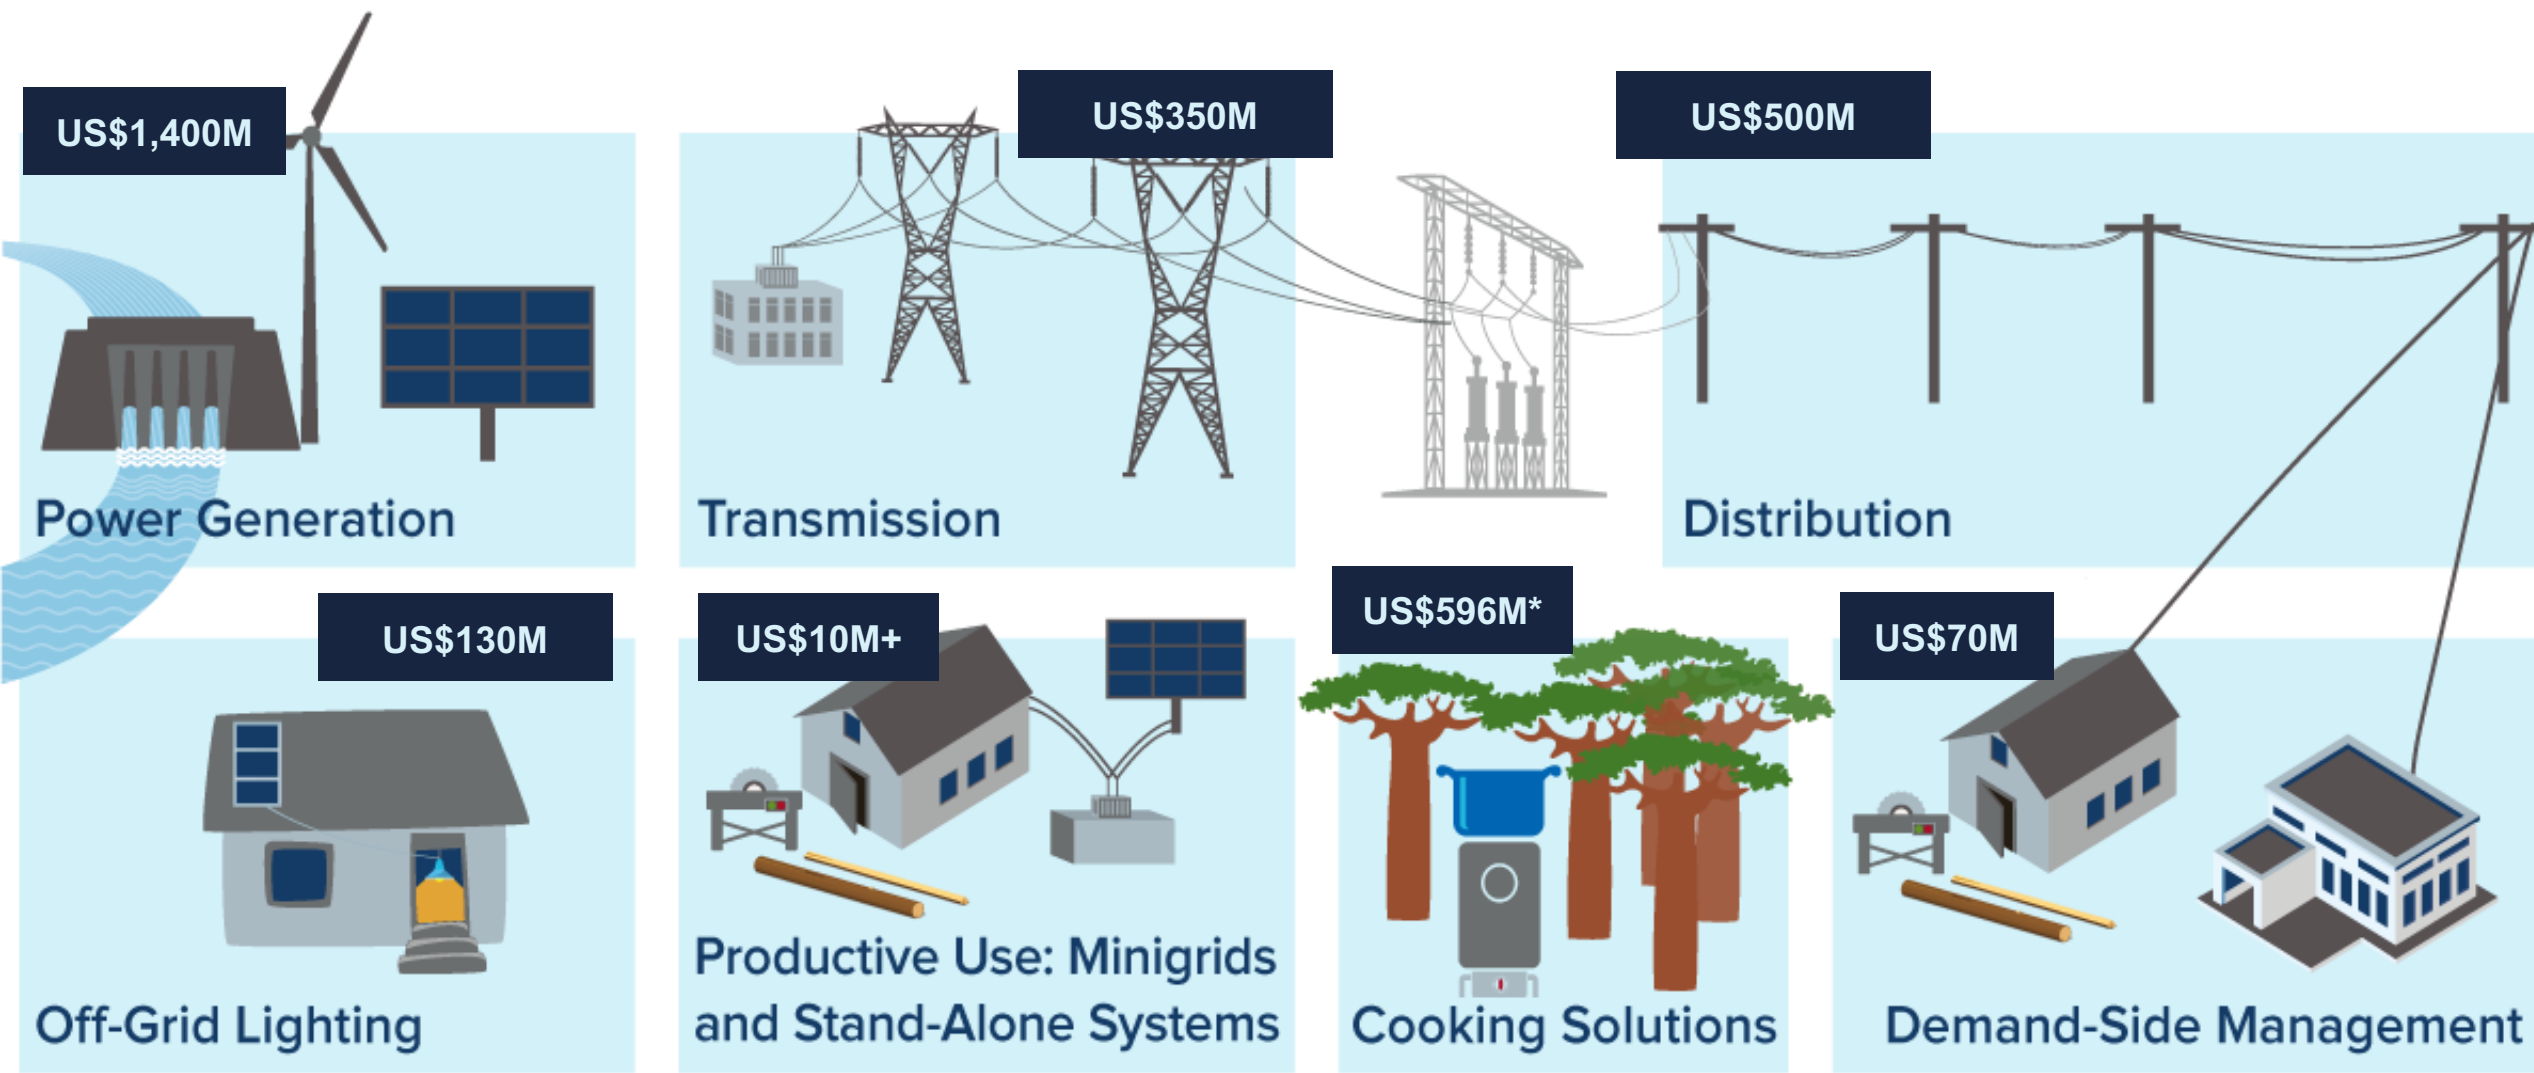 US$1,400M
US$350M
US$500M
Power Generation
Transmission
Distribution
US$130M
US$10M+
US$596M*
US$70M
Off-Grid Lighting
Productive Use: Minigrids
and Stand-Alone Systems
Cooking Solutions
Demand-Side Management